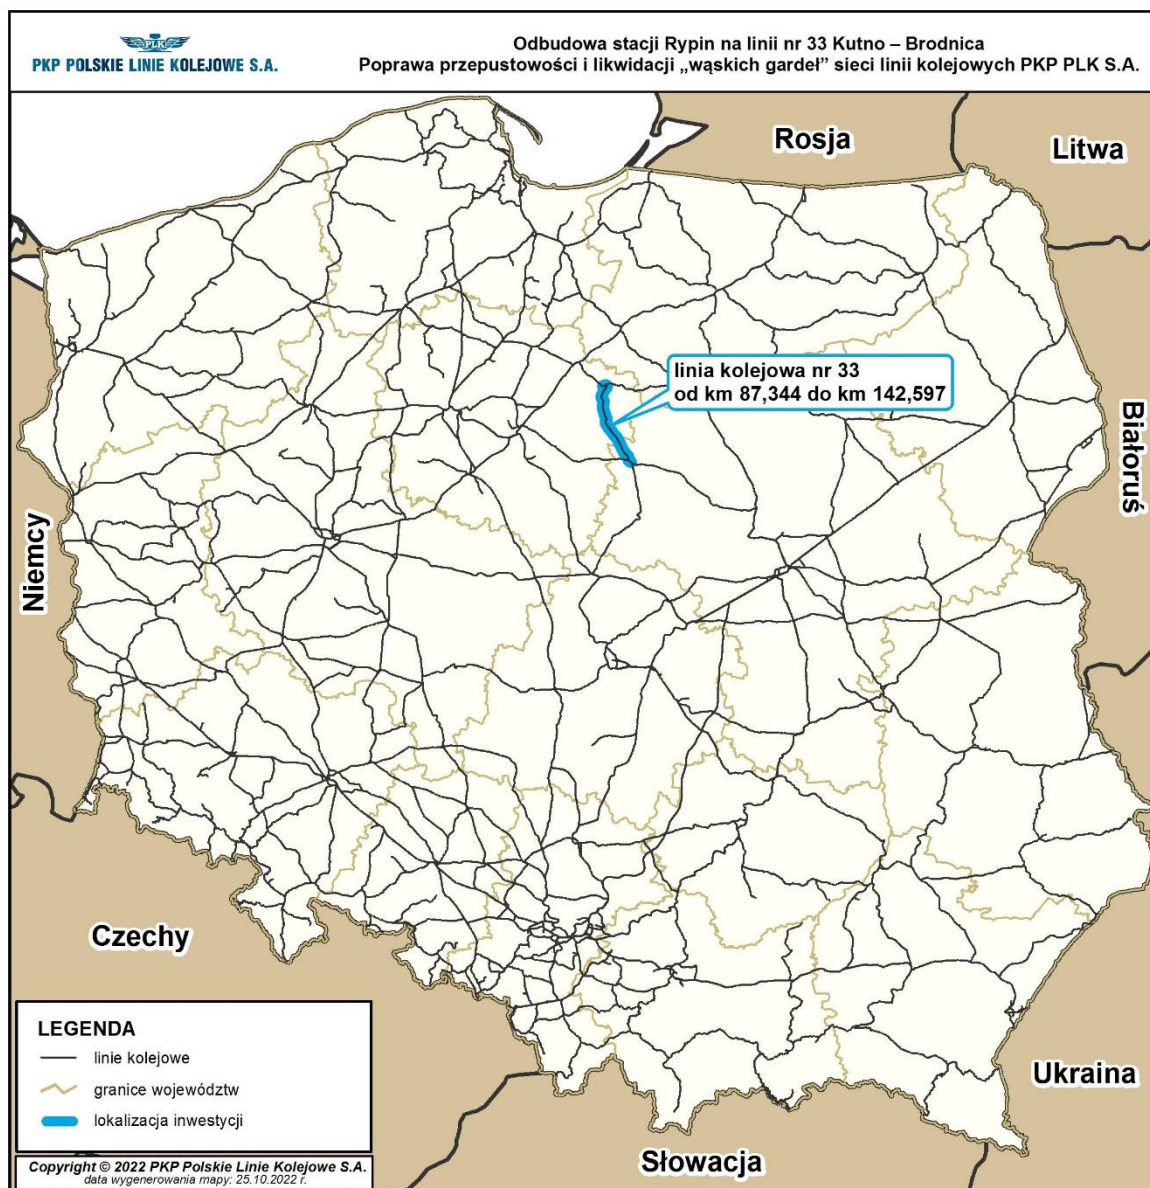 PLK
PKP POLSKIE LINIE KOLEJOWE S.A.
Odbudowa stacji Rypin na linii nr 33 Kutno – Brodnica
Poprawa przepustowości i likwidacji „wąskich gardeł” sieci linii kolejowych PKP PLK S.A.
Rosja
Litwa
linia kolejowa nr 33
od km 87,344 do km 142,597
Białoruś
Niemcy
Czechy
LEGENDA
linie kolejowe
granice województw
lokalizacja inwestycji
Ukraina
Słowacja
Copyright © 2022 PKP Polskie Linie Kolejowe S.A.
data wygenerowania mapy: 25.10.2022 r.